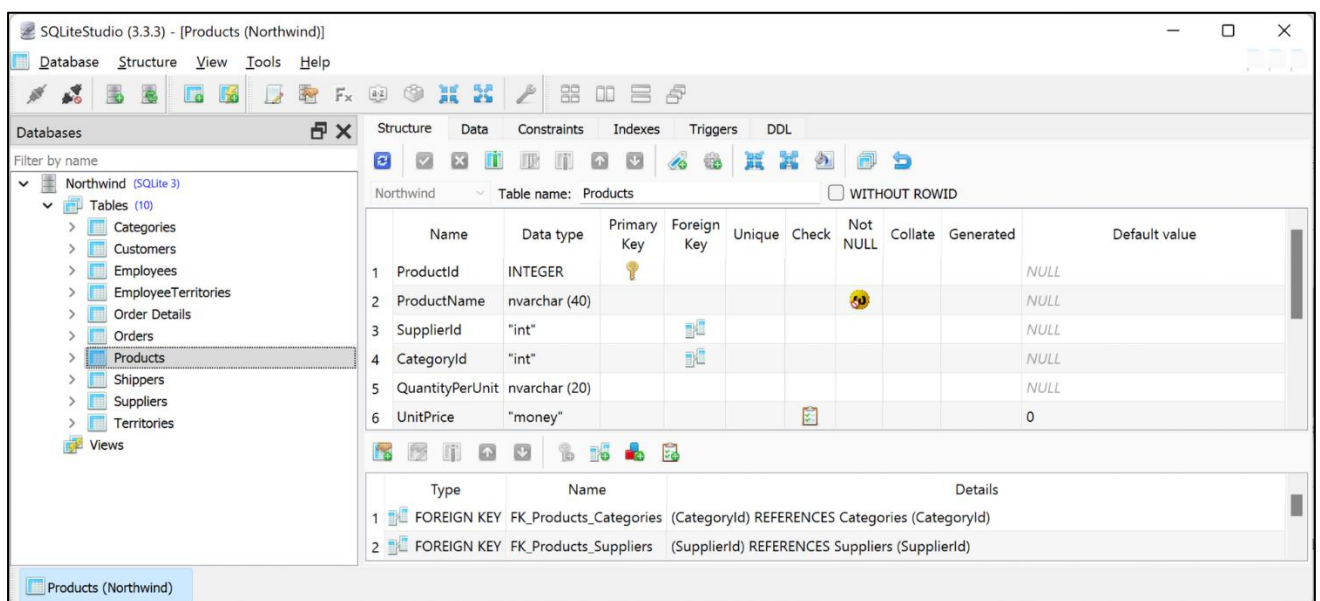 SQLiteStudio (3.3.3) - [Products (Northwind)]
Database Structure View Tools Help
Databases
Filter by name
Northwind (SQLite 3)
Tables (10)
Categories
Customers
Employees
EmployeeTerritories
Order Details
Orders
Products
Shippers
Suppliers
Territories
Views
Structure Data Constraints Indexes Triggers DDL
Northwind Table name: Products WITHOUT ROWID
Name Data type Primary Key Foreign Key Unique Check Not NULL Collate Generated Default value
1 ProductId INTEGER NULL
2 ProductName nvarchar (40) NULL
3 SupplierId "int" NULL
4 CategoryId "int" NULL
5 QuantityPerUnit nvarchar (20) NULL
6 UnitPrice "money" 0
Type Name Details
1 FOREIGN KEY FK_Products_Categories (CategoryId) REFERENCES Categories (CategoryId)
2 FOREIGN KEY FK_Products_Suppliers (SupplierId) REFERENCES Suppliers (SupplierId)
Products (Northwind)